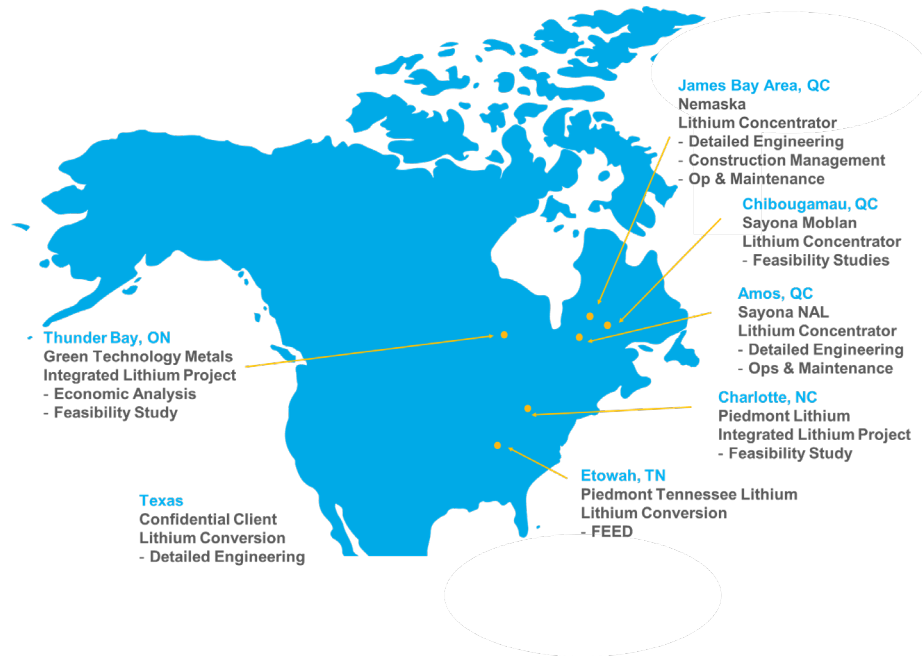 James Bay Area, QC
Nemaska
Lithium Concentrator
- Detailed Engineering
- Construction Management
- Op & Maintenance
Chibougamau, QC
Sayona Moblan
Lithium Concentrator
- Feasibility Studies
Amos, QC
Sayona NAL
Lithium Concentrator
- Detailed Engineering
- Ops & Maintenance
Thunder Bay, ON
Green Technology Metals
Integrated Lithium Project
- Economic Analysis
- Feasibility Study
Charlotte, NC
Piedmont Lithium
Integrated Lithium Project
- Feasibility Study
Etowah, TN
Piedmont Tennessee Lithium
Lithium Conversion
- FEED
Texas
Confidential Client
Lithium Conversion
- Detailed Engineering